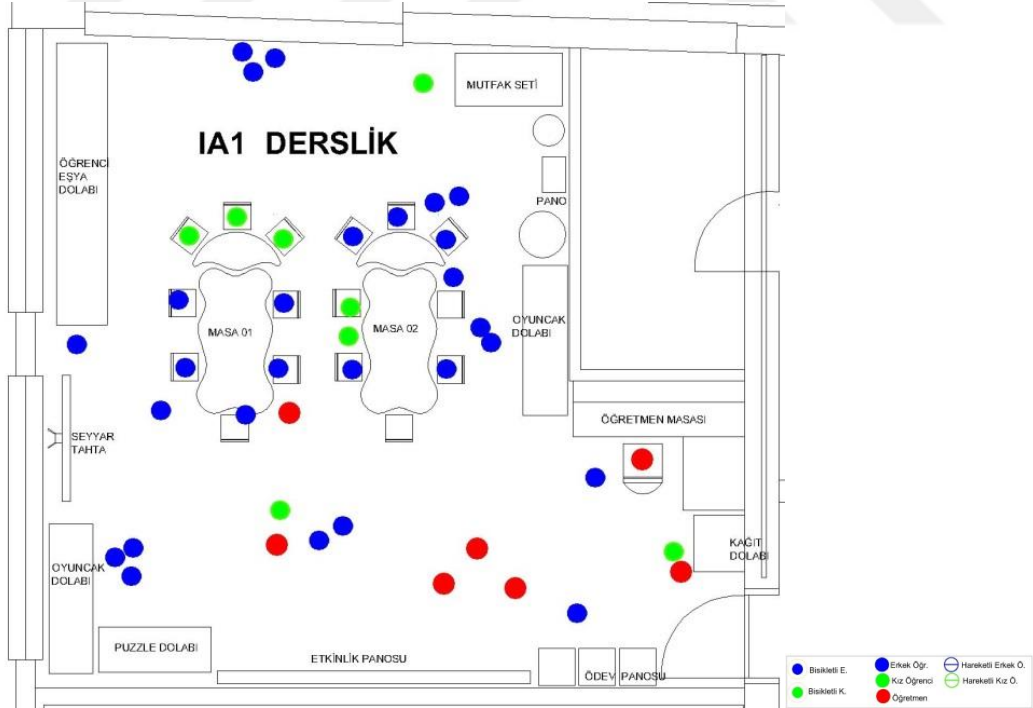 MUTFAK SETİ
IA1 DERSLİK
ÖĞRENCİ
EŞYA
DOLABI
PANO
OYUNCAK
DOLABI
MASA 01
MASA 02
ÖĞRETMEN MASASI
SEYYAR
TAHTA
KAĞIT
DOLABI
OYUNCAK
DOLABI
PUZZLE DOLABI
ETKİNLİK PANOSU
ÖDEV PANOSU
Bisikletli E.
Erkek Öğr.
Hareketli Erkek Ö.
Bisikletli K.
Kız Öğrenci
Hareketli Kız Ö.
Öğretmen